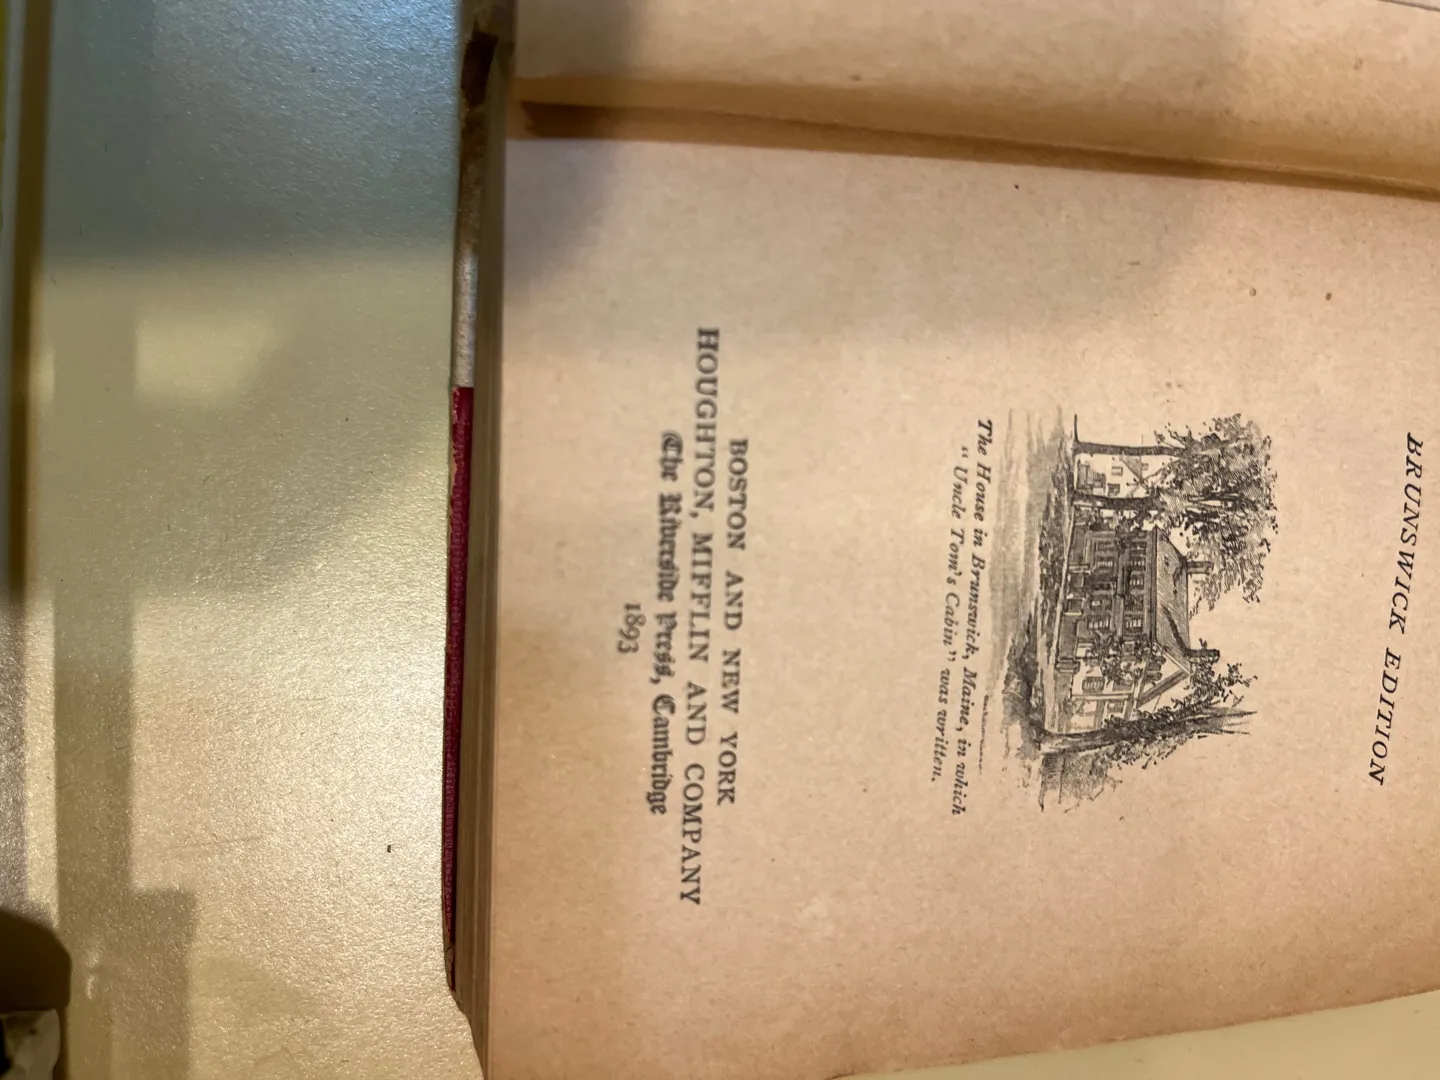 BRUNSWICK EDITION
The House in Brunswick, Maine, in which
“Uncle Tom's Cabin” was written.
BOSTON AND NEW YORK
HOUGHTON, MIFFLIN AND COMPANY
The Riverside Press, Cambridge
1893